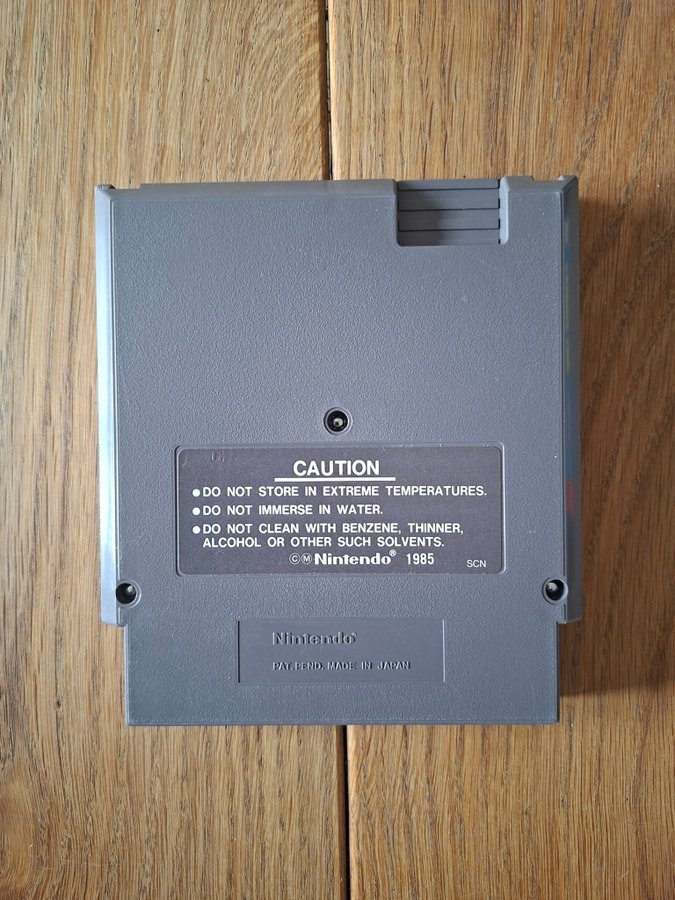 CAUTION
●DO NOT STORE IN EXTREME TEMPERATURES.
●DO NOT IMMERSE IN WATER.
●DO NOT CLEAN WITH BENZENE, THINNER,
ALCOHOL OR OTHER SUCH SOLVENTS.
ⒸⓂNintendo® 1985 SCN
Nintendo®
PAT. PEND. MADE IN JAPAN